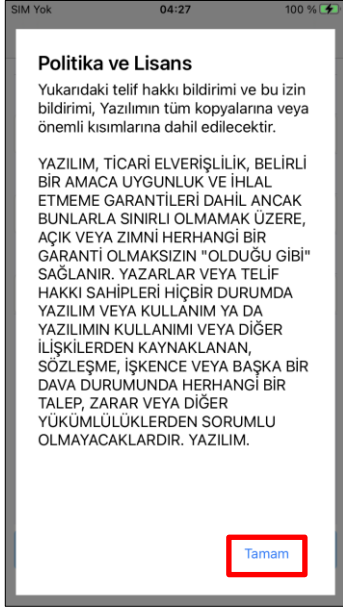 SIM Yok 04:27 100 %
Politika ve Lisans
Yukarıdaki telif hakkı bildirimi ve bu izin
bildirimi, Yazılımın tüm kopyalarına veya
önemli kısımlarına dahil edilecektir.
YAZILIM, TİCARİ ELVERİŞLİLİK, BELİRLİ
BİR AMACA UYGUNLUK VE İHLAL
ETMEME GARANTİLERİ DAHİL ANCAK
BUNLARLA SINIRLI OLMAMAK ÜZERE,
AÇIK VEYA ZIMNİ HERHANGİ BİR
GARANTİ OLMAKSIZIN "OLDUĞU GİBİ"
SAĞLANIR. YAZARLAR VEYA TELİF
HAKKI SAHİPLERİ HİÇBİR DURUMDA
YAZILIM VEYA KULLANIM YA DA
YAZILIMIN KULLANIMI VEYA DİĞER
İLİŞKİLERDEN KAYNAKLANAN,
SÖZLEŞME, İŞKENCE VEYA BAŞKA BİR
DAVA DURUMUNDA HERHANGİ BİR
TALEP, ZARAR VEYA DİĞER
YÜKÜMLÜLÜKLERDEN SORUMLU
OLMAYACAKLARDIR. YAZILIM.
Tamam